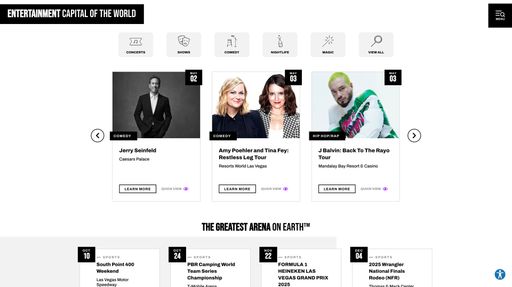 ENTERTAINMENT CAPITAL OF THE WORLD
MENU
CONCERTS
SHOWS
COMEDY
NIGHTLIFE
MAGIC
VIEW ALL
MAY
02
MAY
03
MAY
03
COMEDY
COMEDY
HIP HOP/RAP
Jerry Seinfeld
Caesars Palace
Amy Poehler and Tina Fey:
Restless Leg Tour
Resorts World Las Vegas
J Balvin: Back To The Rayo
Tour
Mandalay Bay Resort & Casino
LEARN MORE
QUICK VIEW
LEARN MORE
QUICK VIEW
LEARN MORE
QUICK VIEW
THE GREATEST ARENA ON EARTH™
OCT
10
SPORTS
South Point 400
Weekend
Las Vegas Motor
Speedway
OCT
24
SPORTS
PBR Camping World
Team Series
Championship
T-Mobile Arena
NOV
22
SPORTS
FORMULA 1
HEINEKEN LAS
VEGAS GRAND PRIX
2025
DEC
04
SPORTS
2025 Wrangler
National Finals
Rodeo (NFR)
Thomas & Mack Center